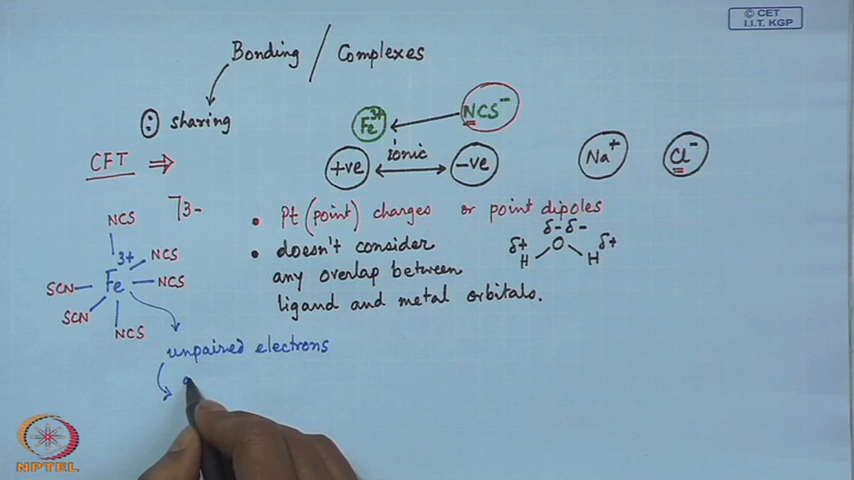 © CET
I.I.T. KGP
Bonding / Complexes
: sharing
Fe3+
NCS-
CFT ⇒
+ve
ionic
-ve
Na+
Cl-
NCS
]3-
NCS
3+
Fe
NCS
SCN
SCN
NCS
• Pt (point) charges or point dipoles
• doesn't consider
any overlap between
ligand and metal orbitals.
δ- δ-
δ+ O δ+
H H
unpaired electrons
NPTEL